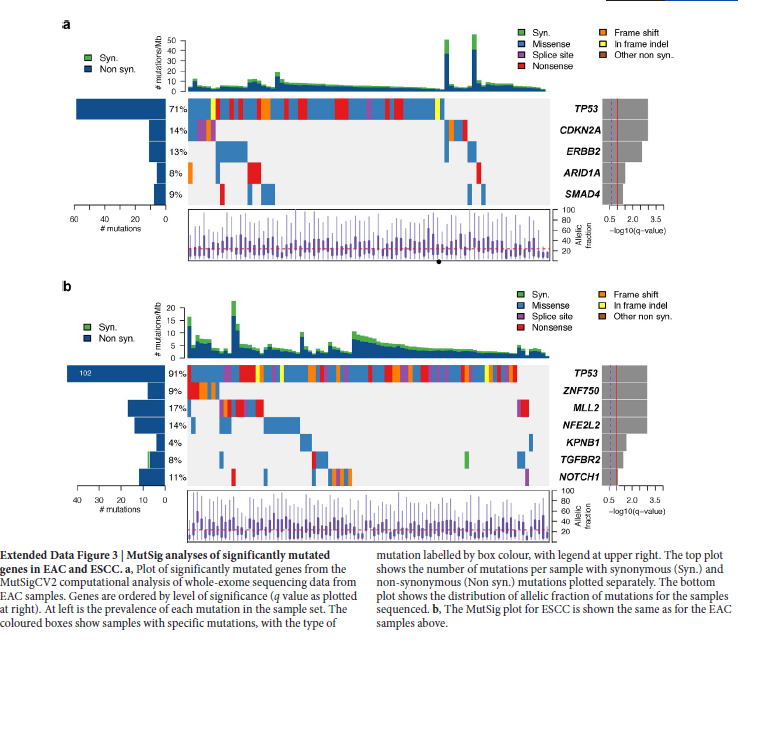 a
Syn.
Non syn.
# mutations/Mb
50
40
30
20
10
0
Syn.
Missense
Splice site
Nonsense
Frame shift
In frame indel
Other non syn.
71%
14%
13%
8%
9%
TP53
CDKN2A
ERBB2
ARID1A
SMAD4
60 40 20 0
# mutations
100
80
60
40
20
Allelic
fraction
0.5 2.0 3.5
−log10(q−value)
b
Syn.
Non syn.
# mutations/Mb
20
15
10
5
0
Syn.
Missense
Splice site
Nonsense
Frame shift
In frame indel
Other non syn.
102
91%
9%
17%
14%
4%
8%
11%
TP53
ZNF750
MLL2
NFE2L2
KPNB1
TGFBR2
NOTCH1
40 30 20 10 0
# mutations
100
80
60
40
20
Allelic
fraction
0.5 2.0 3.5
−log10(q−value)
Extended Data Figure 3 | MutSig analyses of significantly mutated
genes in EAC and ESCC. a, Plot of significantly mutated genes from the
MutSigCV2 computational analysis of whole-exome sequencing data from
EAC samples. Genes are ordered by level of significance (q value as plotted
at right). At left is the prevalence of each mutation in the sample set. The
coloured boxes show samples with specific mutations, with the type of
mutation labelled by box colour, with legend at upper right. The top plot
shows the number of mutations per sample with synonymous (Syn.) and
non-synonymous (Non syn.) mutations plotted separately. The bottom
plot shows the distribution of allelic fraction of mutations for the samples
sequenced. b, The MutSig plot for ESCC is shown the same as for the EAC
samples above.